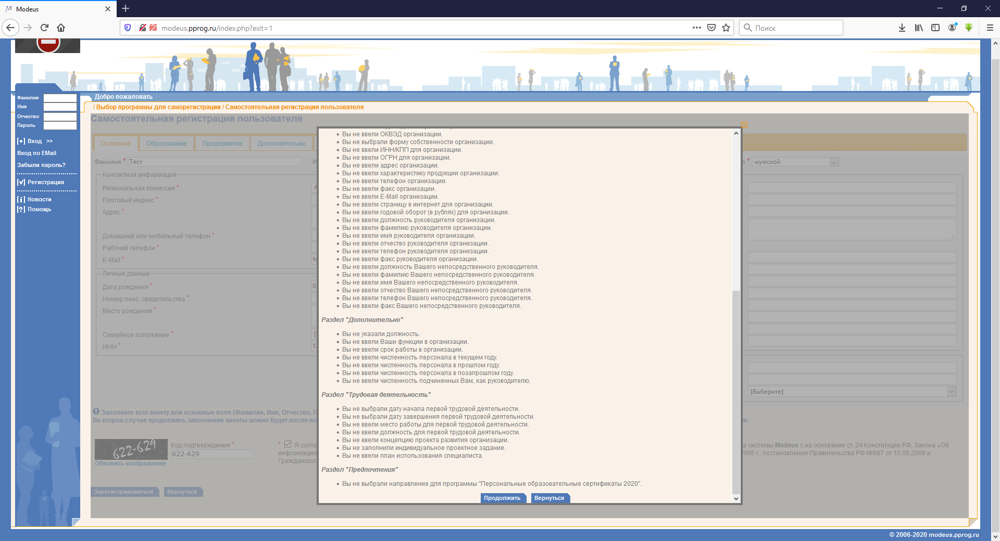 Modeus
modeus.pprog.ru/index.php?exit=1
Поиск
Фамилия
Имя
Отчество
Пароль
[•] Вход >>
Вход по EMail
Забыли пароль?
Регистрация
[i] Новости
[?] Помощь
Добро пожаловать
/ Выбор программы для саморегистрации / Самостоятельная регистрация пользователя
Самостоятельная регистрация пользователя
Основное Образование Предприятие Дополнительно
Фамилия * Тест
* мужской
Контактная информация
Региональная комиссия *
Почтовый индекс *
Адрес *
Домашний или мобильный телефон *
Рабочий телефон *
E-Mail *
Личные данные
Дата рождения *
Номер пенс. свидетельства *
Место рождения *
Семейное положение *
ИНН *
[Выберите]
Заполните всю анкету или основные поля (Фамилия, Имя, Отчество, П
Во втором случае продолжить заполнение анкеты можно будет после по
е.
622-629
Код подтверждения *
622-629
Обновить изображение
* Я согла
информации
Гражданског
а системы Modeus с на основании ст. 24 Конституции РФ, Закона «Об
2006 г., постановления Правительства РФ №687 от 15.09.2008 и
Зарегистрироваться Вернуться
Вы не ввели ОКВЭД организации.
Вы не выбрали форму собственности организации.
Вы не ввели ИНН/КПП для организации.
Вы не ввели ОГРН для организации.
Вы не ввели адрес организации.
Вы не ввели характеристику продукции организации.
Вы не ввели телефон организации.
Вы не ввели факс организации.
Вы не ввели E-Mail организации.
Вы не ввели страницу в интернет для организации.
Вы не ввели годовой оборот (в рублях) для организации.
Вы не ввели должность руководителя организации.
Вы не ввели фамилию руководителя организации.
Вы не ввели имя руководителя организации.
Вы не ввели отчество руководителя организации.
Вы не ввели телефон руководителя организации.
Вы не ввели факс руководителя организации.
Вы не ввели должность Вашего непосредственного руководителя.
Вы не ввели фамилию Вашего непосредственного руководителя.
Вы не ввели имя Вашего непосредственного руководителя.
Вы не ввели отчество Вашего непосредственного руководителя.
Вы не ввели телефон Вашего непосредственного руководителя.
Вы не ввели факс Вашего непосредственного руководителя.
Раздел "Дополнительно"
Вы не указали должность.
Вы не ввели Ваши функции в организации.
Вы не ввели срок работы в организации.
Вы не ввели численность персонала в текущем году.
Вы не ввели численность персонала в прошлом году.
Вы не ввели численность персонала в позапрошлом году.
Вы не ввели численность подчиненных Вам, как руководителю.
Раздел "Трудовая деятельность"
Вы не выбрали дату начала первой трудовой деятельности.
Вы не выбрали дату завершения первой трудовой деятельности.
Вы не ввели место работы для первой трудовой деятельности.
Вы не ввели должность для первой трудовой деятельности.
Вы не ввели концепцию проекта развития организации.
Вы не заполнили индивидуальное проектное задание.
Вы не ввели план использования специалиста.
Раздел "Предпочтения"
Вы не выбрали направление для программы "Персональные образовательные сертификаты 2020".
Продолжить Вернуться
© 2006-2020 modeus.pprog.ru